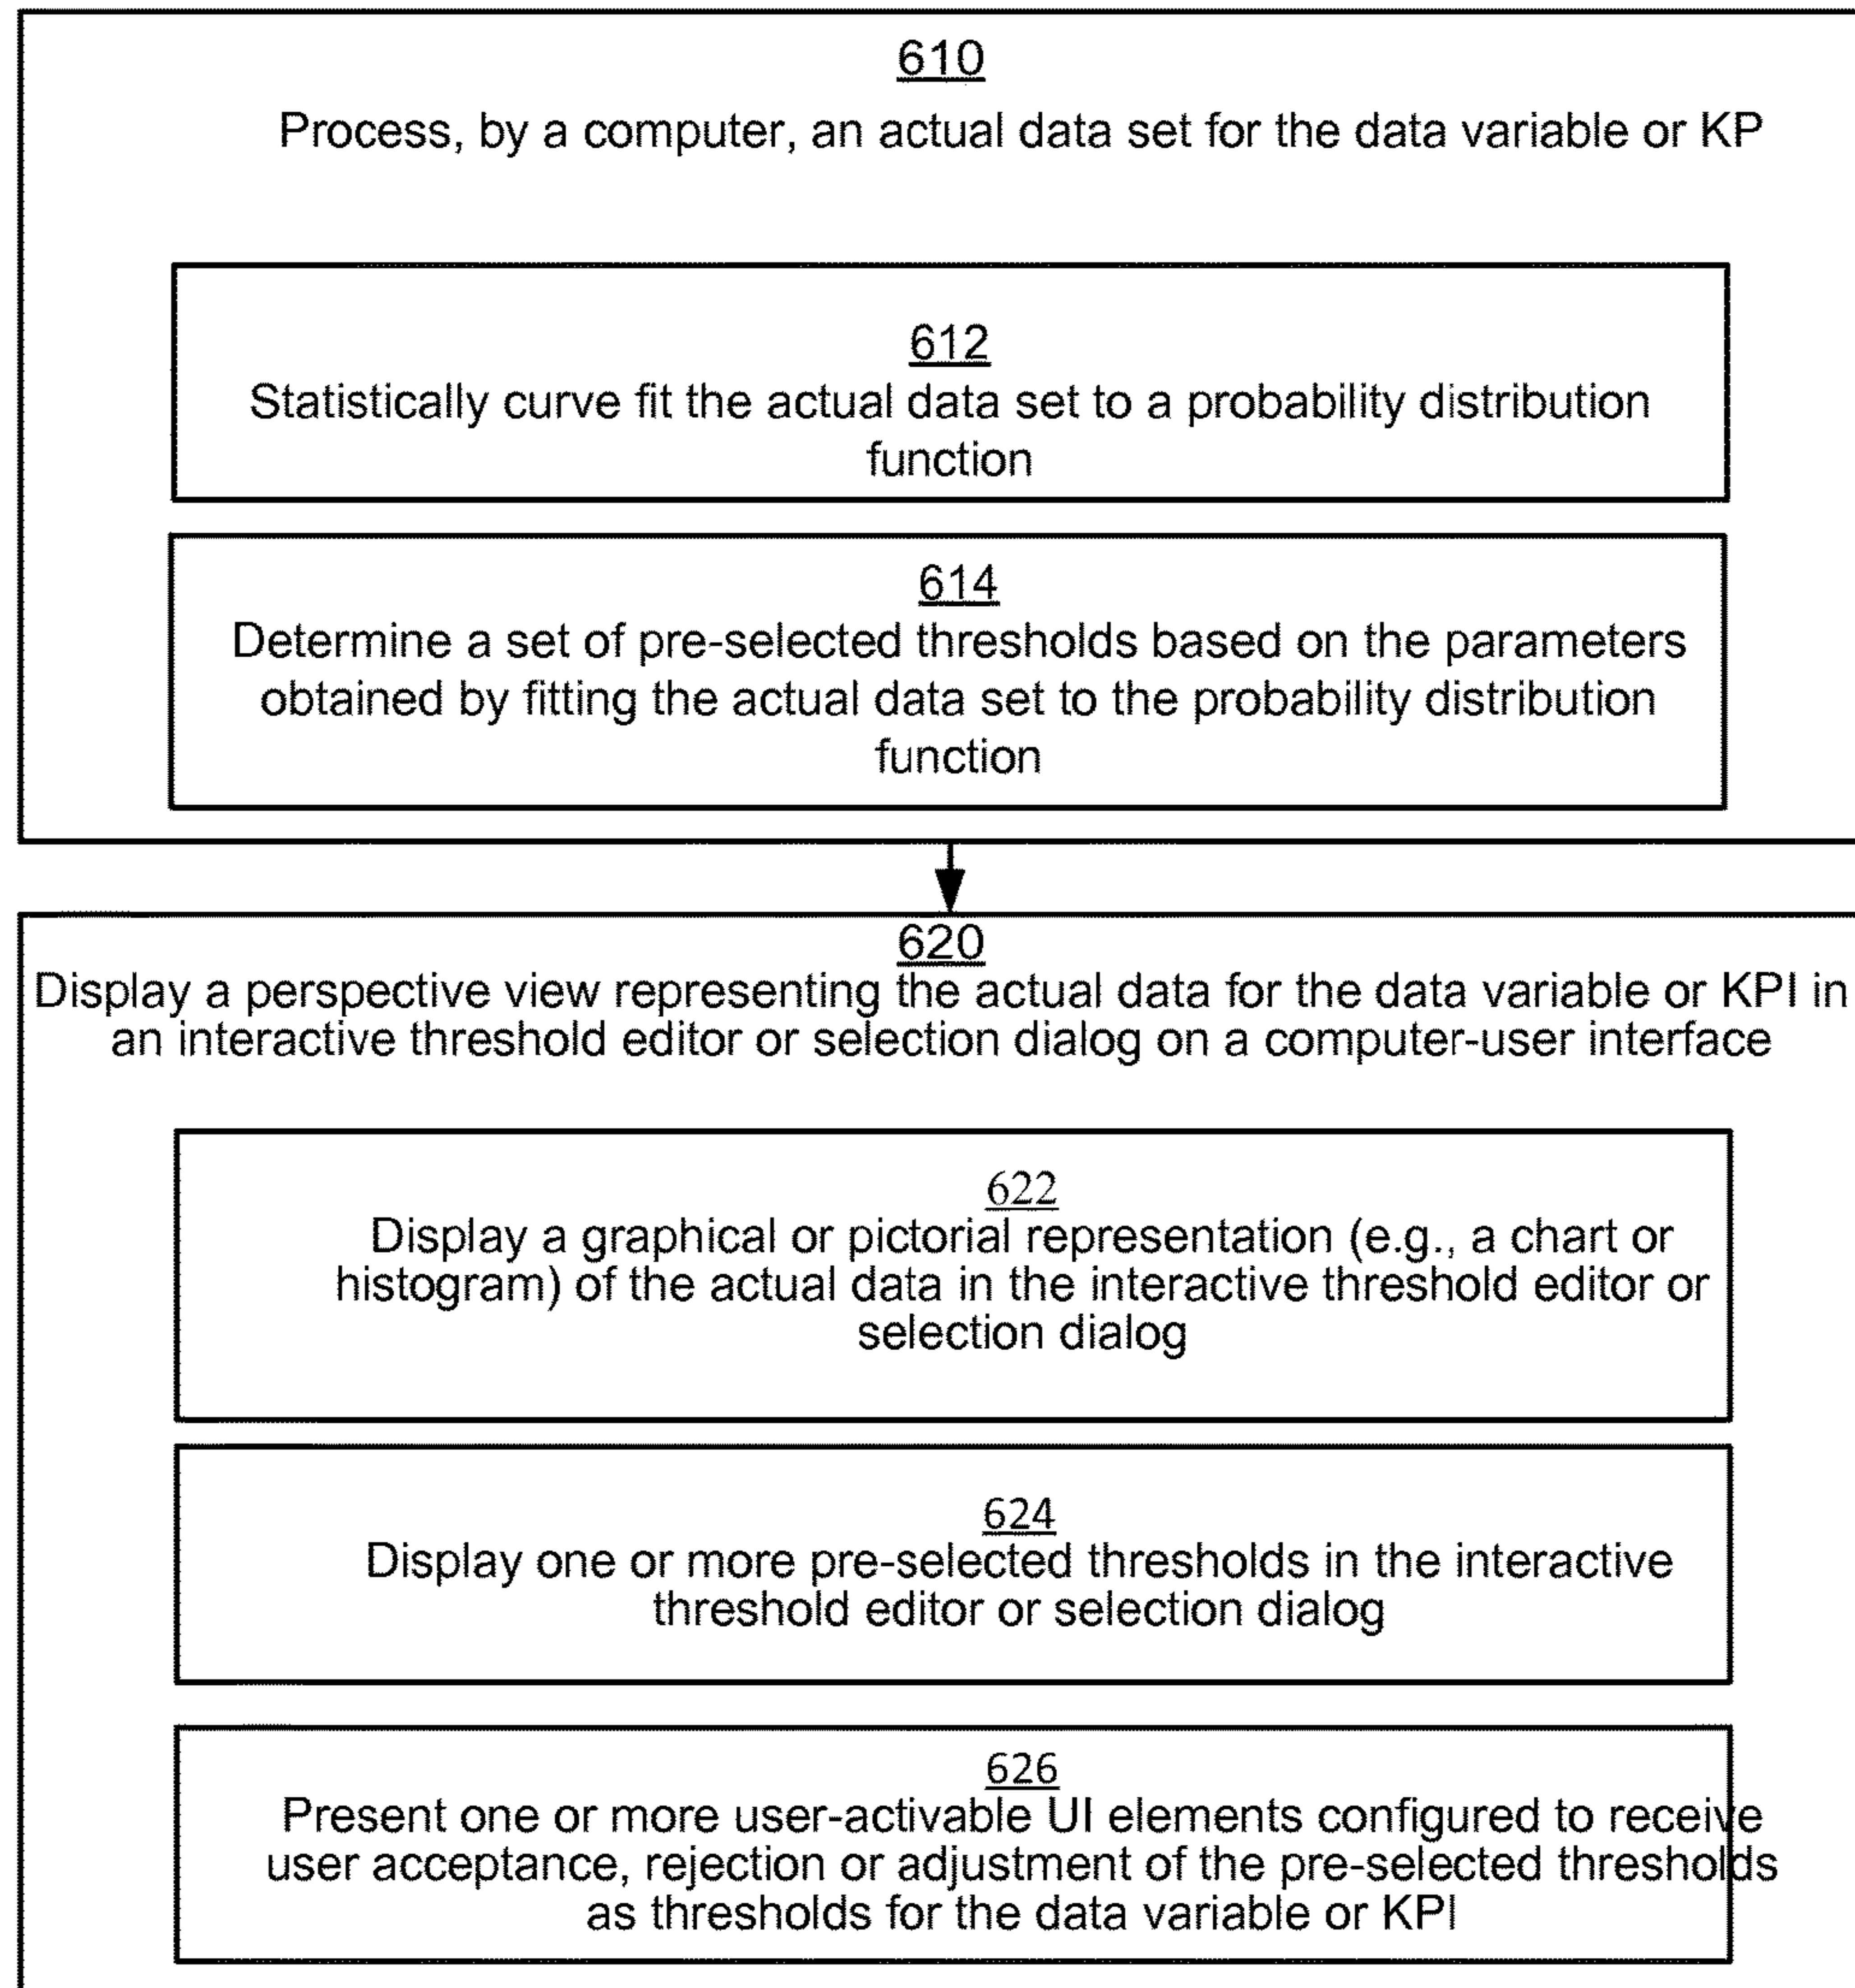 610
Process, by a computer, an actual data set for the data variable or KP
612
Statistically curve fit the actual data set to a probability distribution
function
614
Determine a set of pre-selected thresholds based on the parameters
obtained by fitting the actual data set to the probability distribution
function
620
Display a perspective view representing the actual data for the data variable or KPI in
an interactive threshold editor or selection dialog on a computer-user interface
622
Display a graphical or pictorial representation (e.g., a chart or
histogram) of the actual data in the interactive threshold editor or
selection dialog
624
Display one or more pre-selected thresholds in the interactive
threshold editor or selection dialog
626
Present one or more user-activable UI elements configured to receive
user acceptance, rejection or adjustment of the pre-selected thresholds
as thresholds for the data variable or KPI